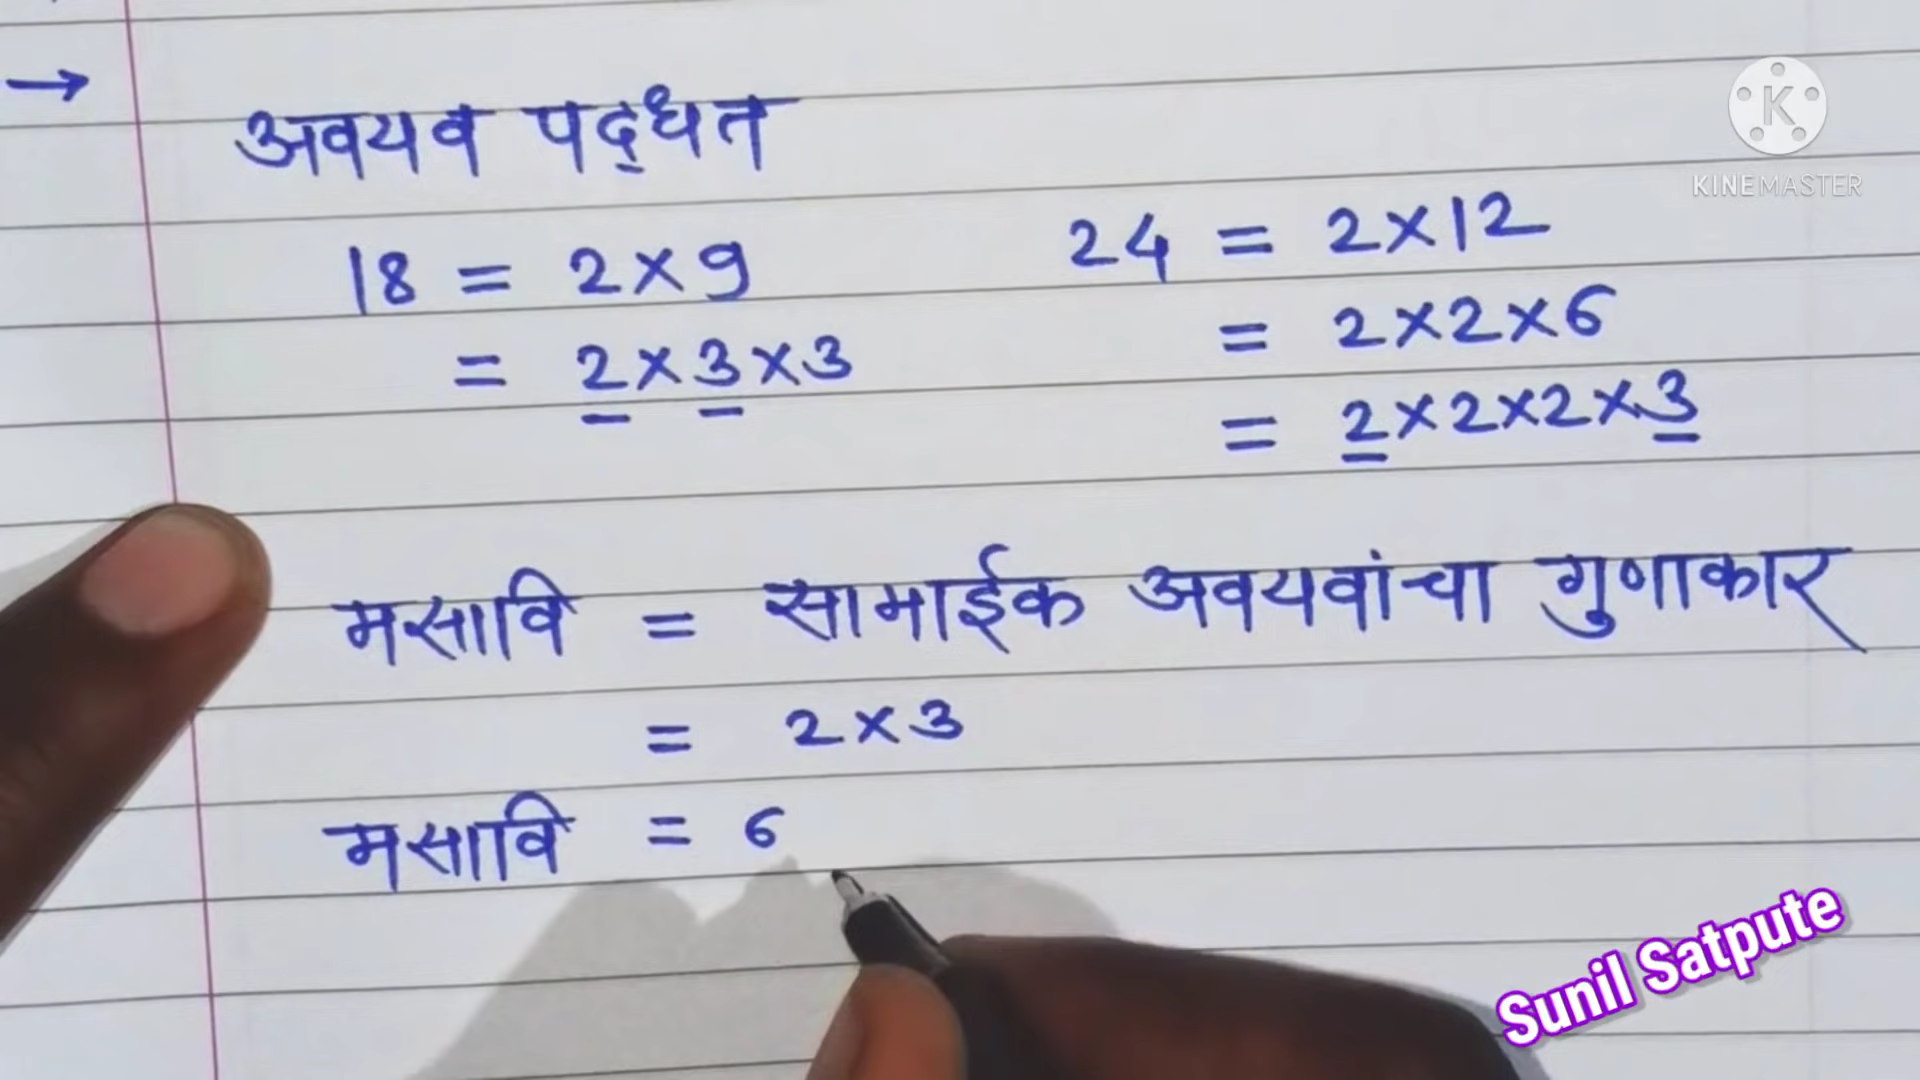 →
अवयव पद्धत
18 = 2×9
= 2×3×3
24 = 2×12
= 2×2×6
= 2×2×2×3
मसावि = सामाईक अवयवांचा गुणाकार
= 2×3
मसावि = 6
KINEMASTER
Sunil Satpute